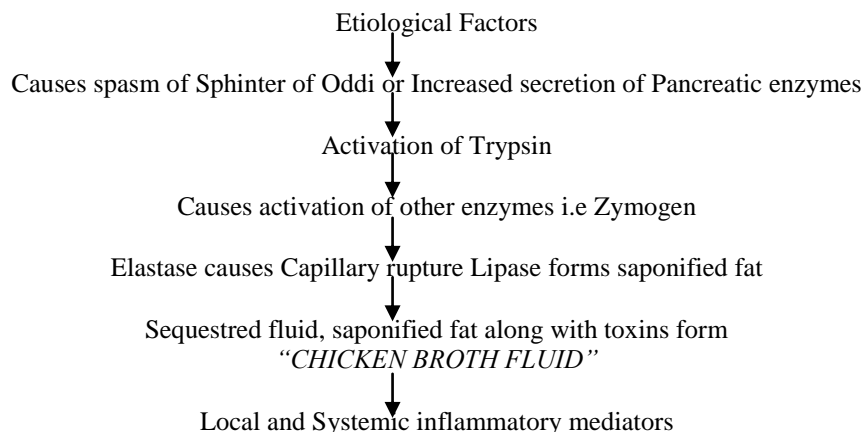 Etiological Factors
Causes spasm of Sphinter of Oddi or Increased secretion of Pancreatic enzymes
Activation of Trypsin
Causes activation of other enzymes i.e Zymogen
Elastase causes Capillary rupture Lipase forms saponified fat
Sequestred fluid, saponified fat along with toxins form
“CHICKEN BROTH FLUID”
Local and Systemic inflammatory mediators